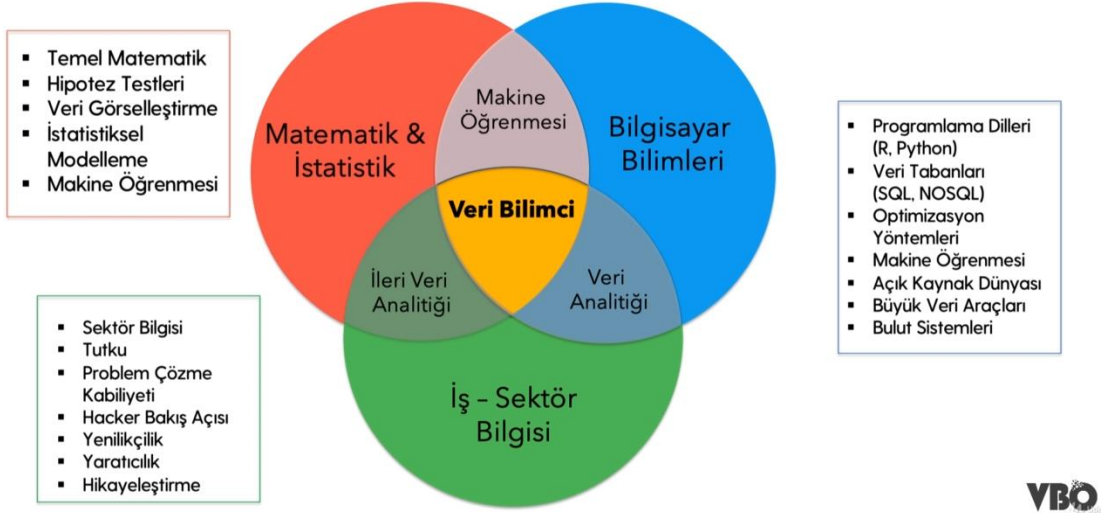 ▪ Temel Matematik
▪ Hipotez Testleri
▪ Veri Görselleştirme
▪ İstatistiksel
Modelleme
▪ Makine Öğrenmesi
Matematik &
İstatistik
Makine
Öğrenmesi
Bilgisayar
Bilimleri
Veri Bilimci
İleri Veri
Analitiği
Veri
Analitiği
İş – Sektör
Bilgisi
▪ Programlama Dilleri
(R, Python)
▪ Veri Tabanları
(SQL, NOSQL)
▪ Optimizasyon
Yöntemleri
▪ Makine Öğrenmesi
▪ Açık Kaynak Dünyası
▪ Büyük Veri Araçları
▪ Bulut Sistemleri
▪ Sektör Bilgisi
▪ Tutku
▪ Problem Çözme
Kabiliyeti
▪ Hacker Bakış Açısı
▪ Yenilikçilik
▪ Yaratıcılık
▪ Hikayeleştirme
VBO